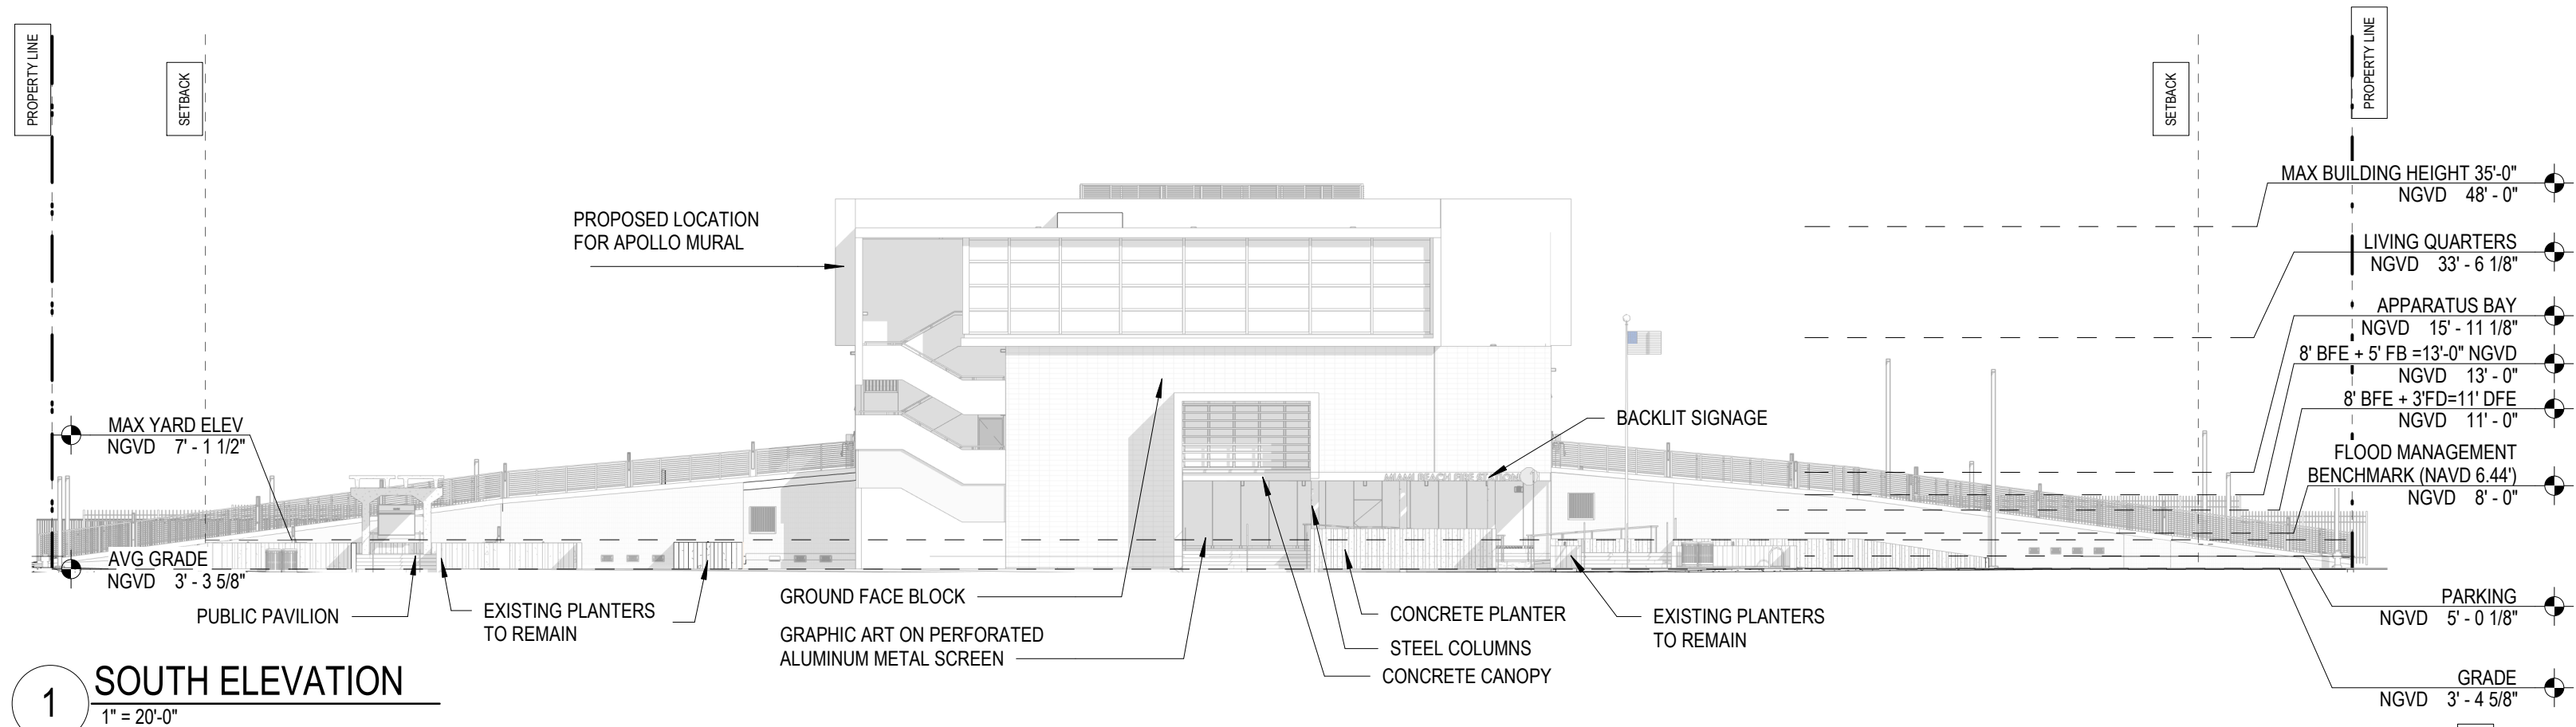 PROPERTY LINE
SETBACK
SETBACK
PROPERTY LINE
MAX BUILDING HEIGHT 35'-0"
NGVD 48' - 0"
PROPOSED LOCATION
FOR APOLLO MURAL
LIVING QUARTERS
NGVD 33' - 6 1/8"
APPARATUS BAY
NGVD 15' - 11 1/8"
8' BFE + 5' FB =13'-0" NGVD
NGVD 13' - 0"
8' BFE + 3'FD=11' DFE
NGVD 11' - 0"
BACKLIT SIGNAGE
MAX YARD ELEV
NGVD 7' - 1 1/2"
FLOOD MANAGEMENT
BENCHMARK (NAVD 6.44')
NGVD 8' - 0"
MIAMI BEACH FIRE STATION
AVG GRADE
NGVD 3' - 3 5/8"
PUBLIC PAVILION
EXISTING PLANTERS
TO REMAIN
GROUND FACE BLOCK
GRAPHIC ART ON PERFORATED
ALUMINUM METAL SCREEN
CONCRETE PLANTER
STEEL COLUMNS
CONCRETE CANOPY
EXISTING PLANTERS
TO REMAIN
PARKING
NGVD 5' - 0 1/8"
GRADE
NGVD 3' - 4 5/8"
1 SOUTH ELEVATION
1" = 20'-0"